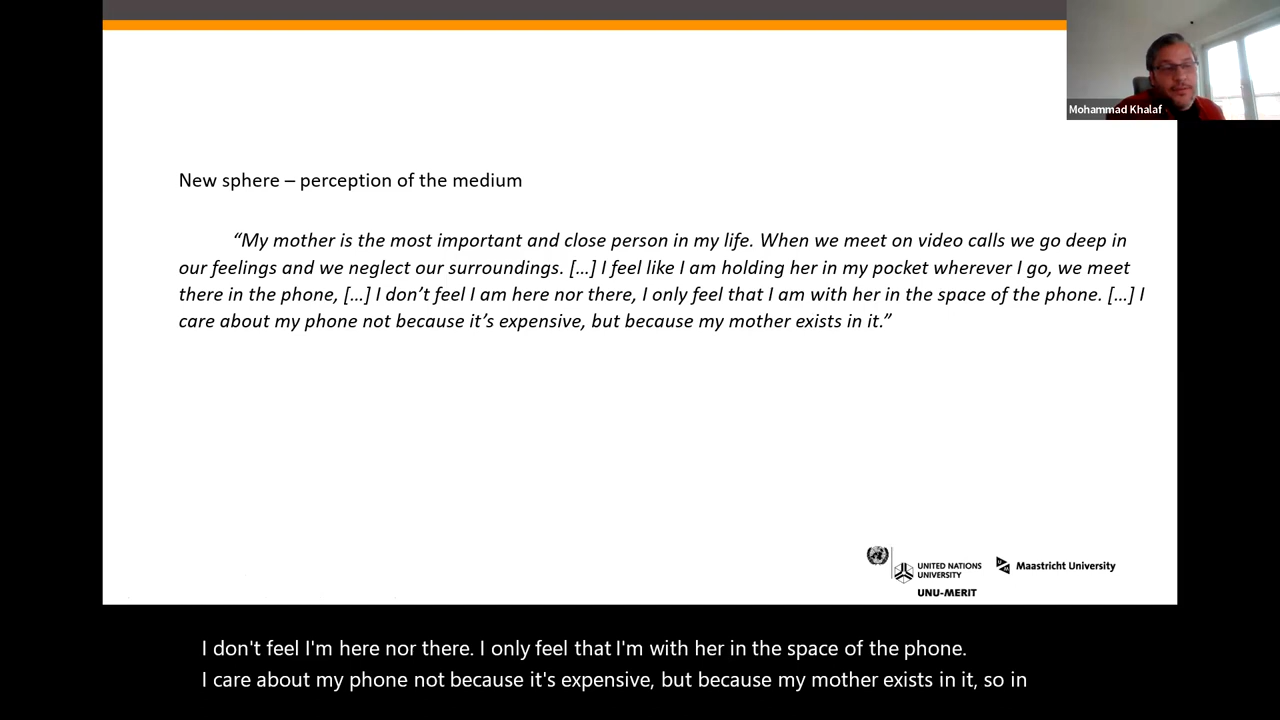 Mohammad Khalaf
New sphere – perception of the medium
“My mother is the most important and close person in my life. When we meet on video calls we go deep in
our feelings and we neglect our surroundings. […] I feel like I am holding her in my pocket wherever I go, we meet
there in the phone, […] I don’t feel I am here nor there, I only feel that I am with her in the space of the phone. […] I
care about my phone not because it’s expensive, but because my mother exists in it.”
UNITED NATIONS
UNIVERSITY
UNU-MERIT
Maastricht University
I don't feel I'm here nor there. I only feel that I'm with her in the space of the phone.
I care about my phone not because it's expensive, but because my mother exists in it, so in